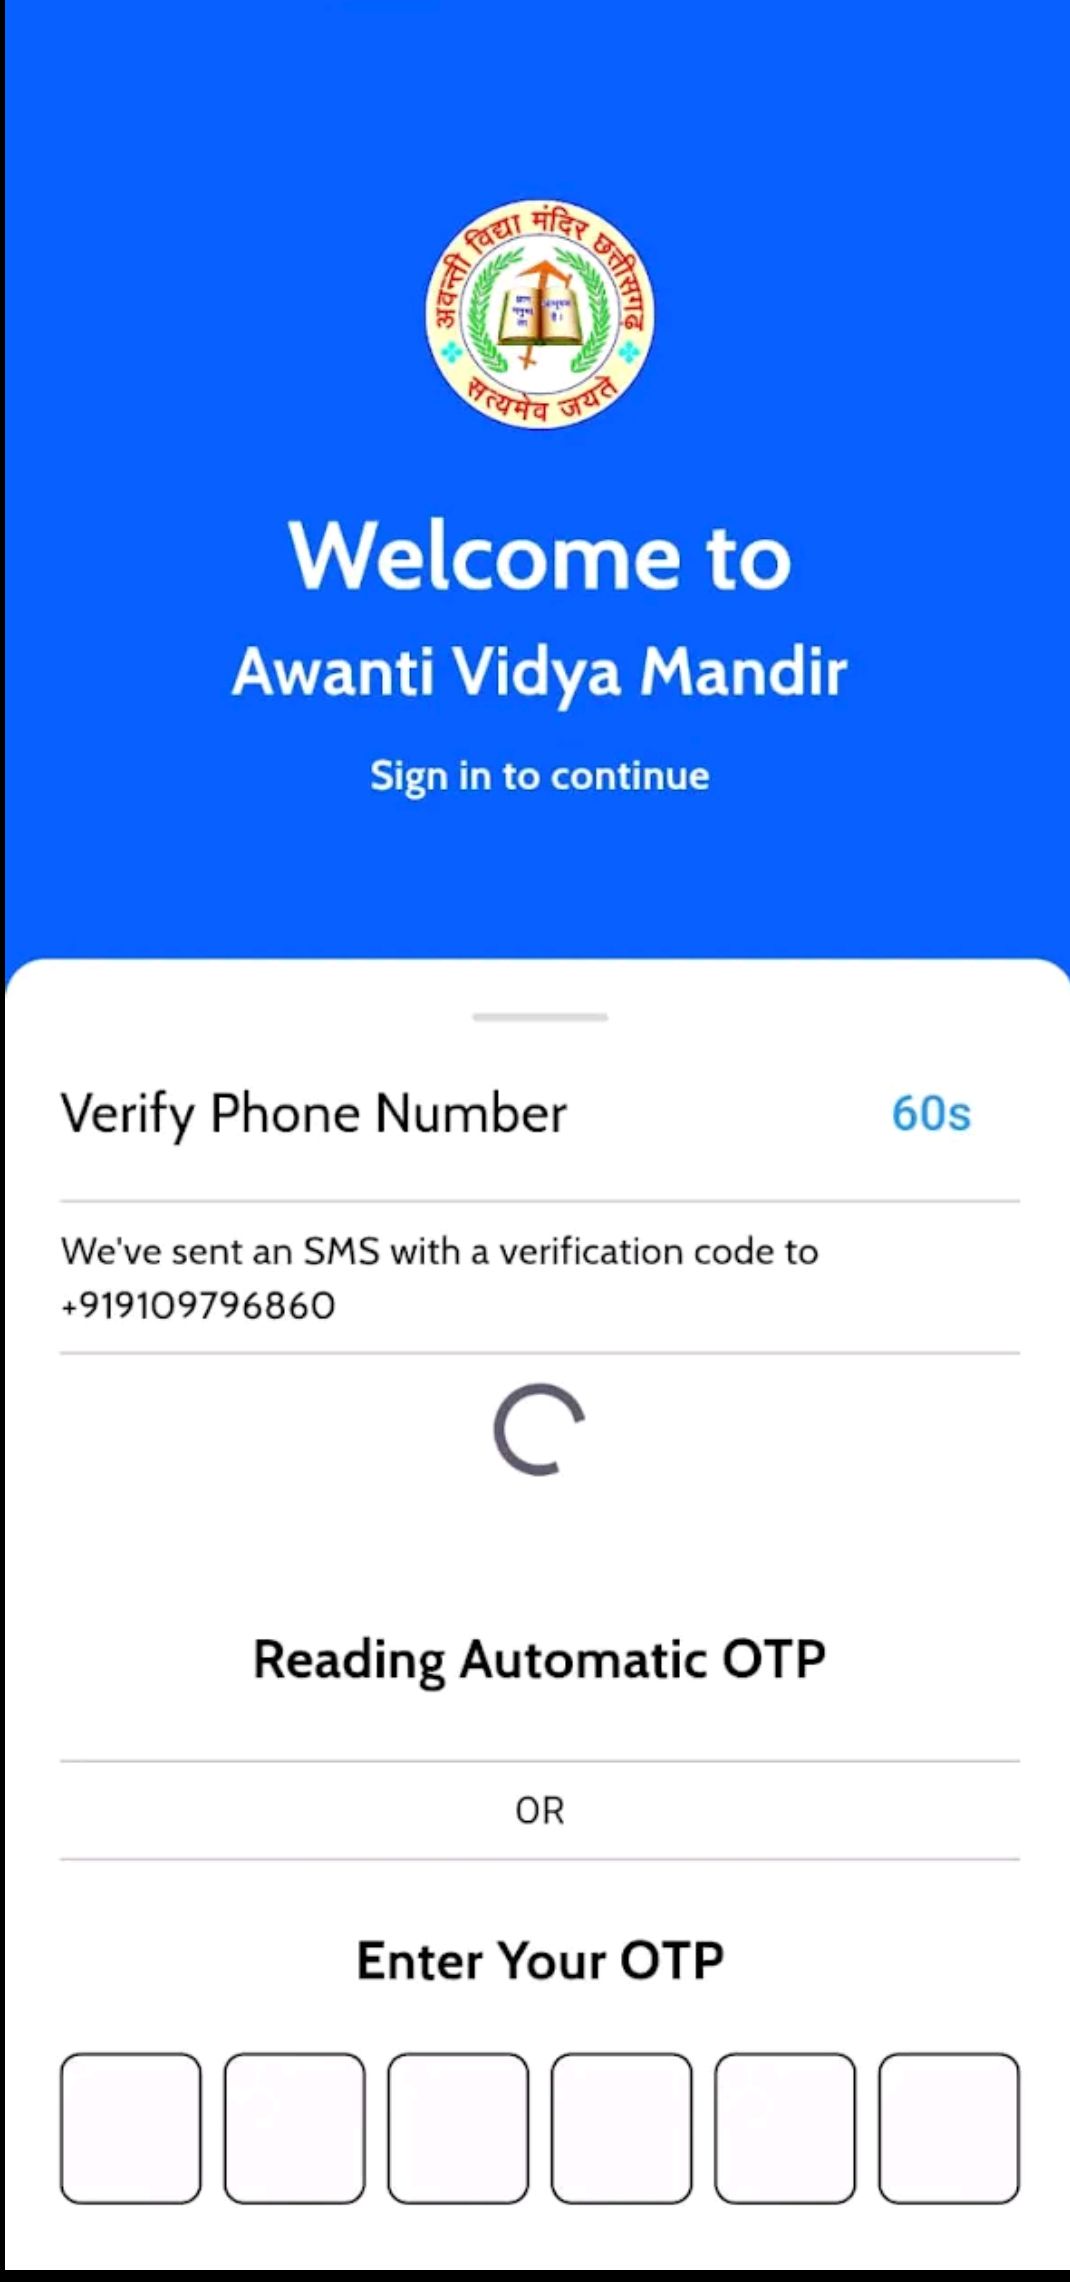 अवन्ती विद्या मंदिर छत्तीसगढ़
सत्यमेव जयते
Welcome to
Awanti Vidya Mandir
Sign in to continue
Verify Phone Number 60s
We've sent an SMS with a verification code to
+919109796860
Reading Automatic OTP
OR
Enter Your OTP